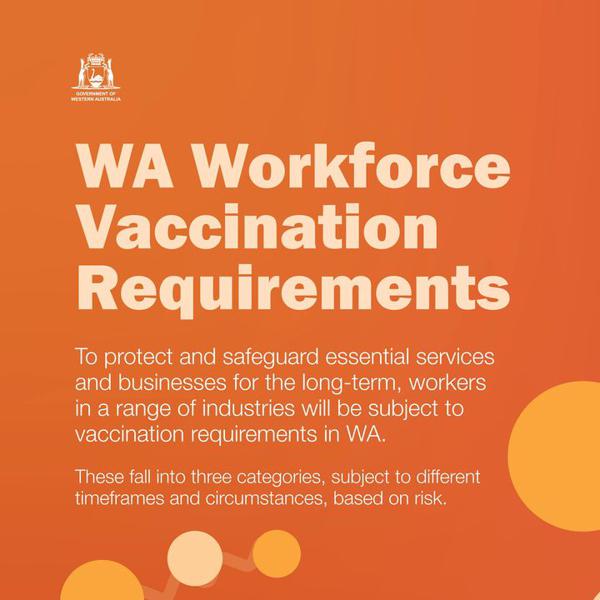 GOVERNMENT OF
WESTERN AUSTRALIA
WA Workforce
Vaccination
Requirements
To protect and safeguard essential services
and businesses for the long-term, workers
in a range of industries will be subject to
vaccination requirements in WA.
These fall into three categories, subject to different
timeframes and circumstances, based on risk.